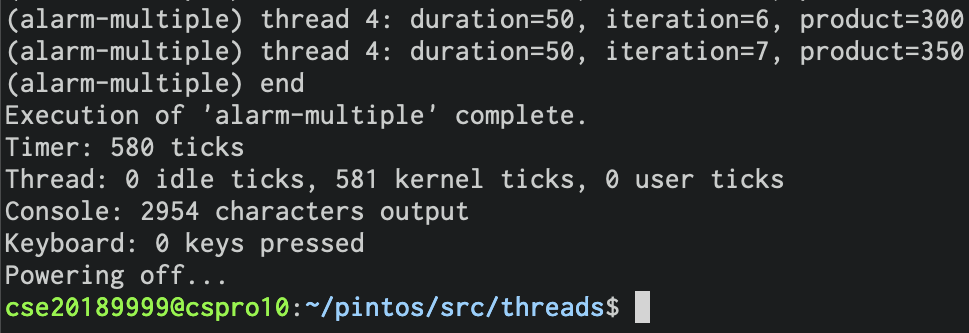 (alarm-multiple) thread 4: duration=50, iteration=6, product=300
(alarm-multiple) thread 4: duration=50, iteration=7, product=350
(alarm-multiple) end
Execution of 'alarm-multiple' complete.
Timer: 580 ticks
Thread: 0 idle ticks, 581 kernel ticks, 0 user ticks
Console: 2954 characters output
Keyboard: 0 keys pressed
Powering off...
cse20189999@cspro10:~/pintos/src/threads$